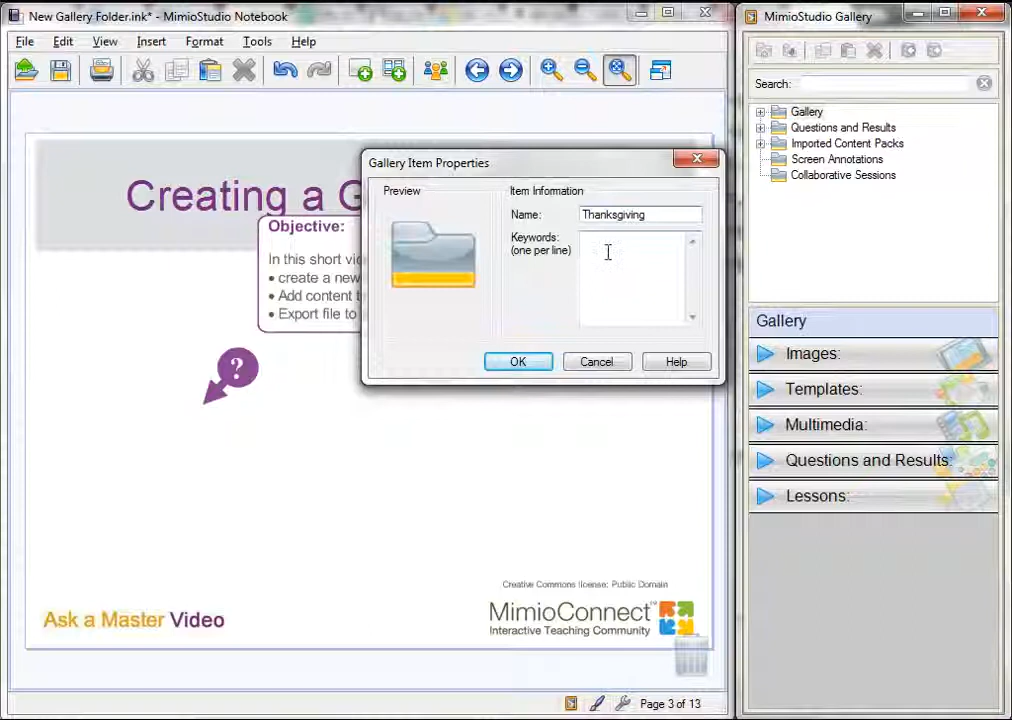 New Gallery Folder.ink* - MimioStudio Notebook
File Edit View Insert Format Tools Help
Creating a G
Objective:
In this short vi
• create a new
• Add content t
• Export file to
?
Gallery Item Properties
Preview
Item Information
Name: Thanksgiving
Keywords:
(one per line)
OK Cancel Help
Creative Commons license: Public Domain
Ask a Master Video
MimioConnect™
Interactive Teaching Community
Page 3 of 13
MimioStudio Gallery
Search:
Gallery
Questions and Results
Imported Content Packs
Screen Annotations
Collaborative Sessions
Gallery
Images:
Templates:
Multimedia:
Questions and Results:
Lessons: